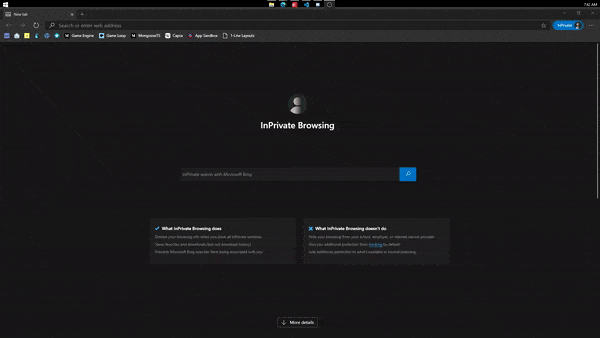 7:41 AM
New tab
Search or enter web address
InPrivate
Game Engine
Game Loop
MongooseTS
Capta
App Sandbox
1-Line Layouts
InPrivate Browsing
InPrivate search with Microsoft Bing
What InPrivate Browsing does
Deletes your browsing info when you close all InPrivate windows
Saves favorites and downloads (but not download history)
Prevents Microsoft Bing searches from being associated with you
What InPrivate Browsing doesn't do
Hide your browsing from your school, employer, or internet service provider
Give you additional protection from tracking by default
Add additional protection to what's available in normal browsing
More details